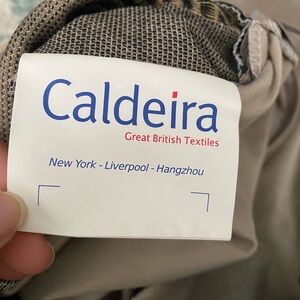 Caldeira
Great British Textiles
New York - Liverpool - Hangzhou